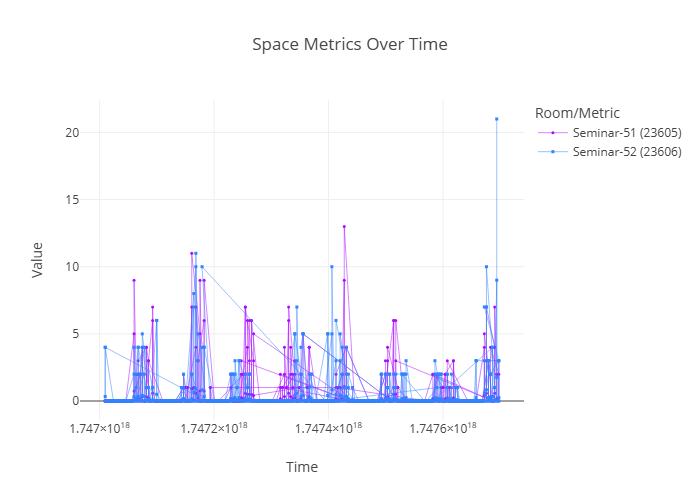 Space Metrics Over Time
Room/Metric
Seminar-51 (23605)
Seminar-52 (23606)
Value
20
15
10
5
0
1.747×10¹⁸ 1.7472×10¹⁸ 1.7474×10¹⁸ 1.7476×10¹⁸
Time